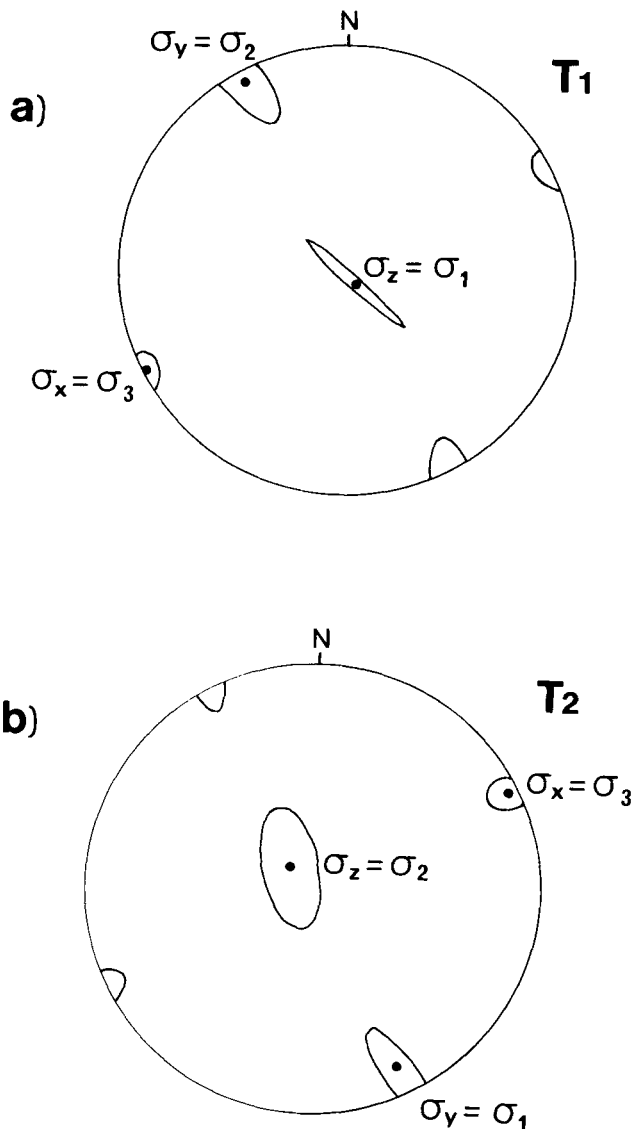 N
σy = σ2
T1
a)
σz = σ1
σx = σ3
N
T2
b)
σx = σ3
σz = σ2
σy = σ1